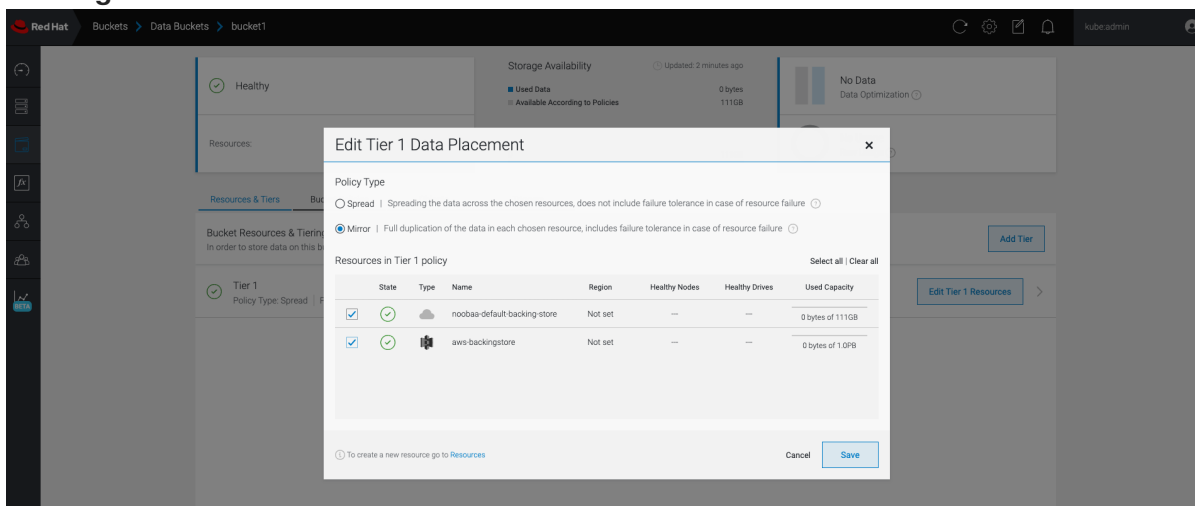 Red Hat
Buckets > Data Buckets > bucket1
kube:admin
Healthy
Storage Availability
Updated: 2 minutes ago
Used Data 0 bytes
Available According to Policies 111GB
No Data
Data Optimization
Resources:
Edit Tier 1 Data Placement
Policy Type
Spread | Spreading the data across the chosen resources, does not include failure tolerance in case of resource failure
Mirror | Full duplication of the data in each chosen resource, includes failure tolerance in case of resource failure
Resources in Tier 1 policy
Select all | Clear all
State Type Name Region Healthy Nodes Healthy Drives Used Capacity
noobaa-default-backing-store Not set — — 0 bytes of 111GB
aws-backingstore Not set — — 0 bytes of 1.0PB
To create a new resource go to Resources
Cancel
Save
Resources & Tiers
Buc
Bucket Resources & Tiering
In order to store data on this b
Add Tier
Tier 1
Policy Type: Spread
Edit Tier 1 Resources
BETA